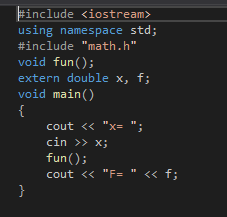 #include <iostream>
using namespace std;
#include "math.h"
void fun();
extern double x, f;
void main()
{
    cout << "x= ";
    cin >> x;
    fun();
    cout << "F= " << f;
}